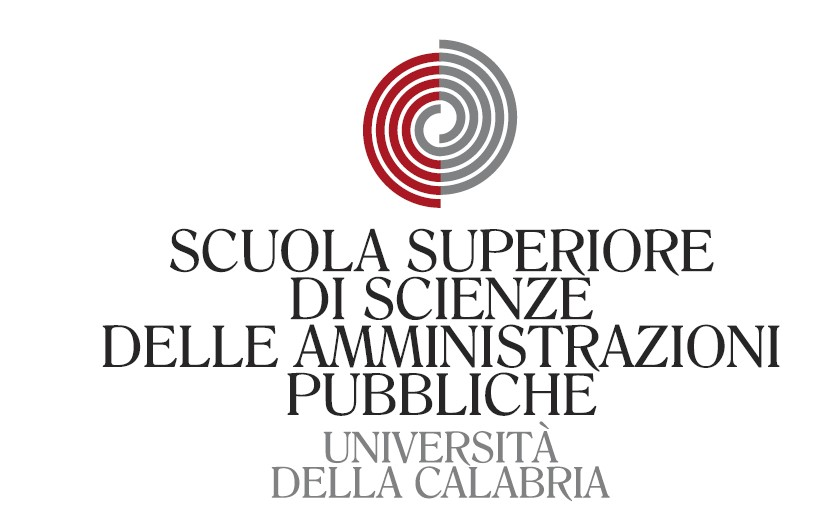 SCUOLA SUPERIORE
DI SCIENZE
DELLE AMMINISTRAZIONI
PUBBLICHE
UNIVERSITÀ
DELLA CALABRIA